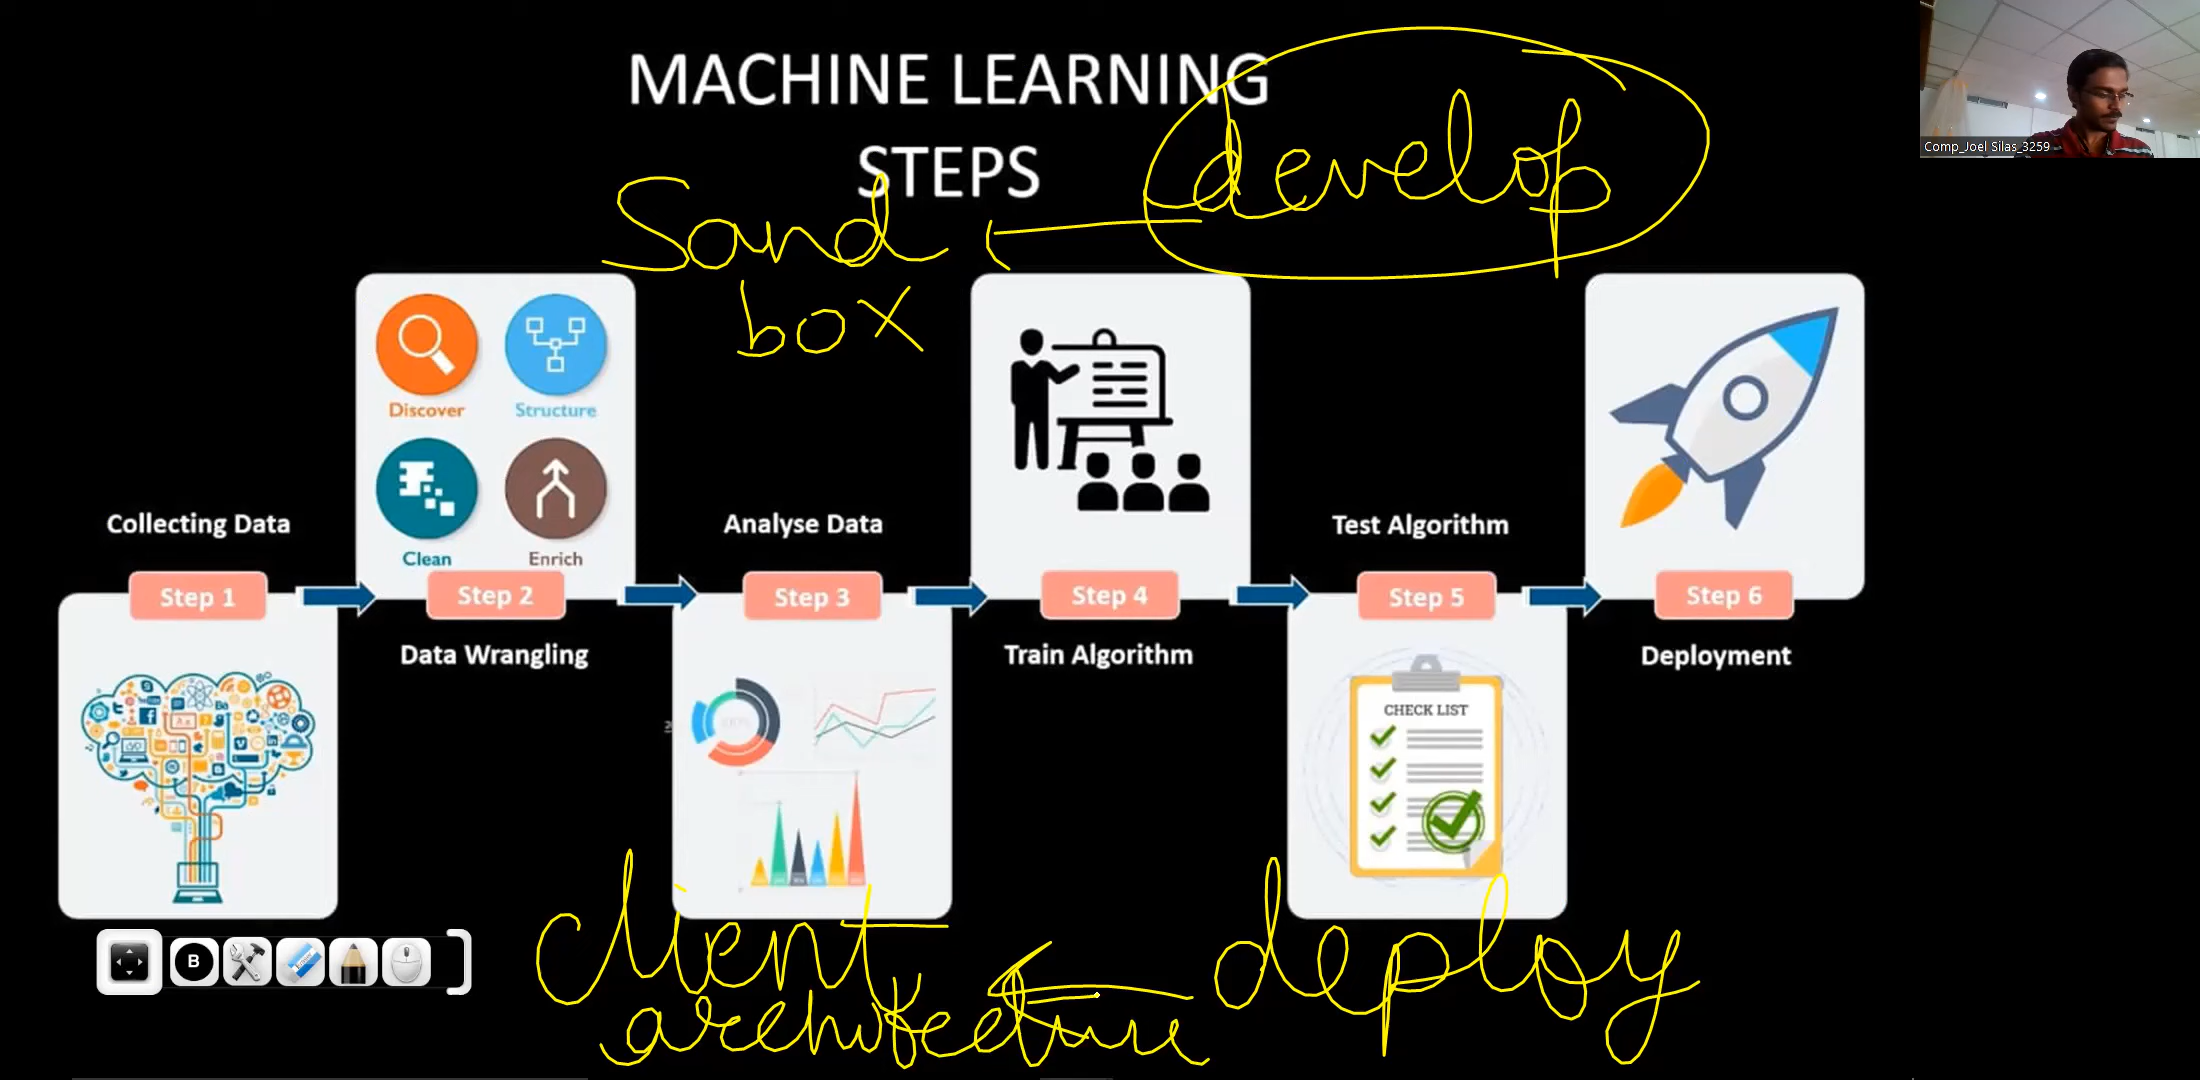 MACHINE LEARNING
STEPS
develop
Sand
box
Comp_Joel Silas_3259
Discover
Structure
Clean
Enrich
Collecting Data
Analyse Data
Test Algorithm
Step 1
Step 2
Step 3
Step 4
Step 5
Step 6
Data Wrangling
Train Algorithm
Deployment
CHECK LIST
B
client
architecture
deploy